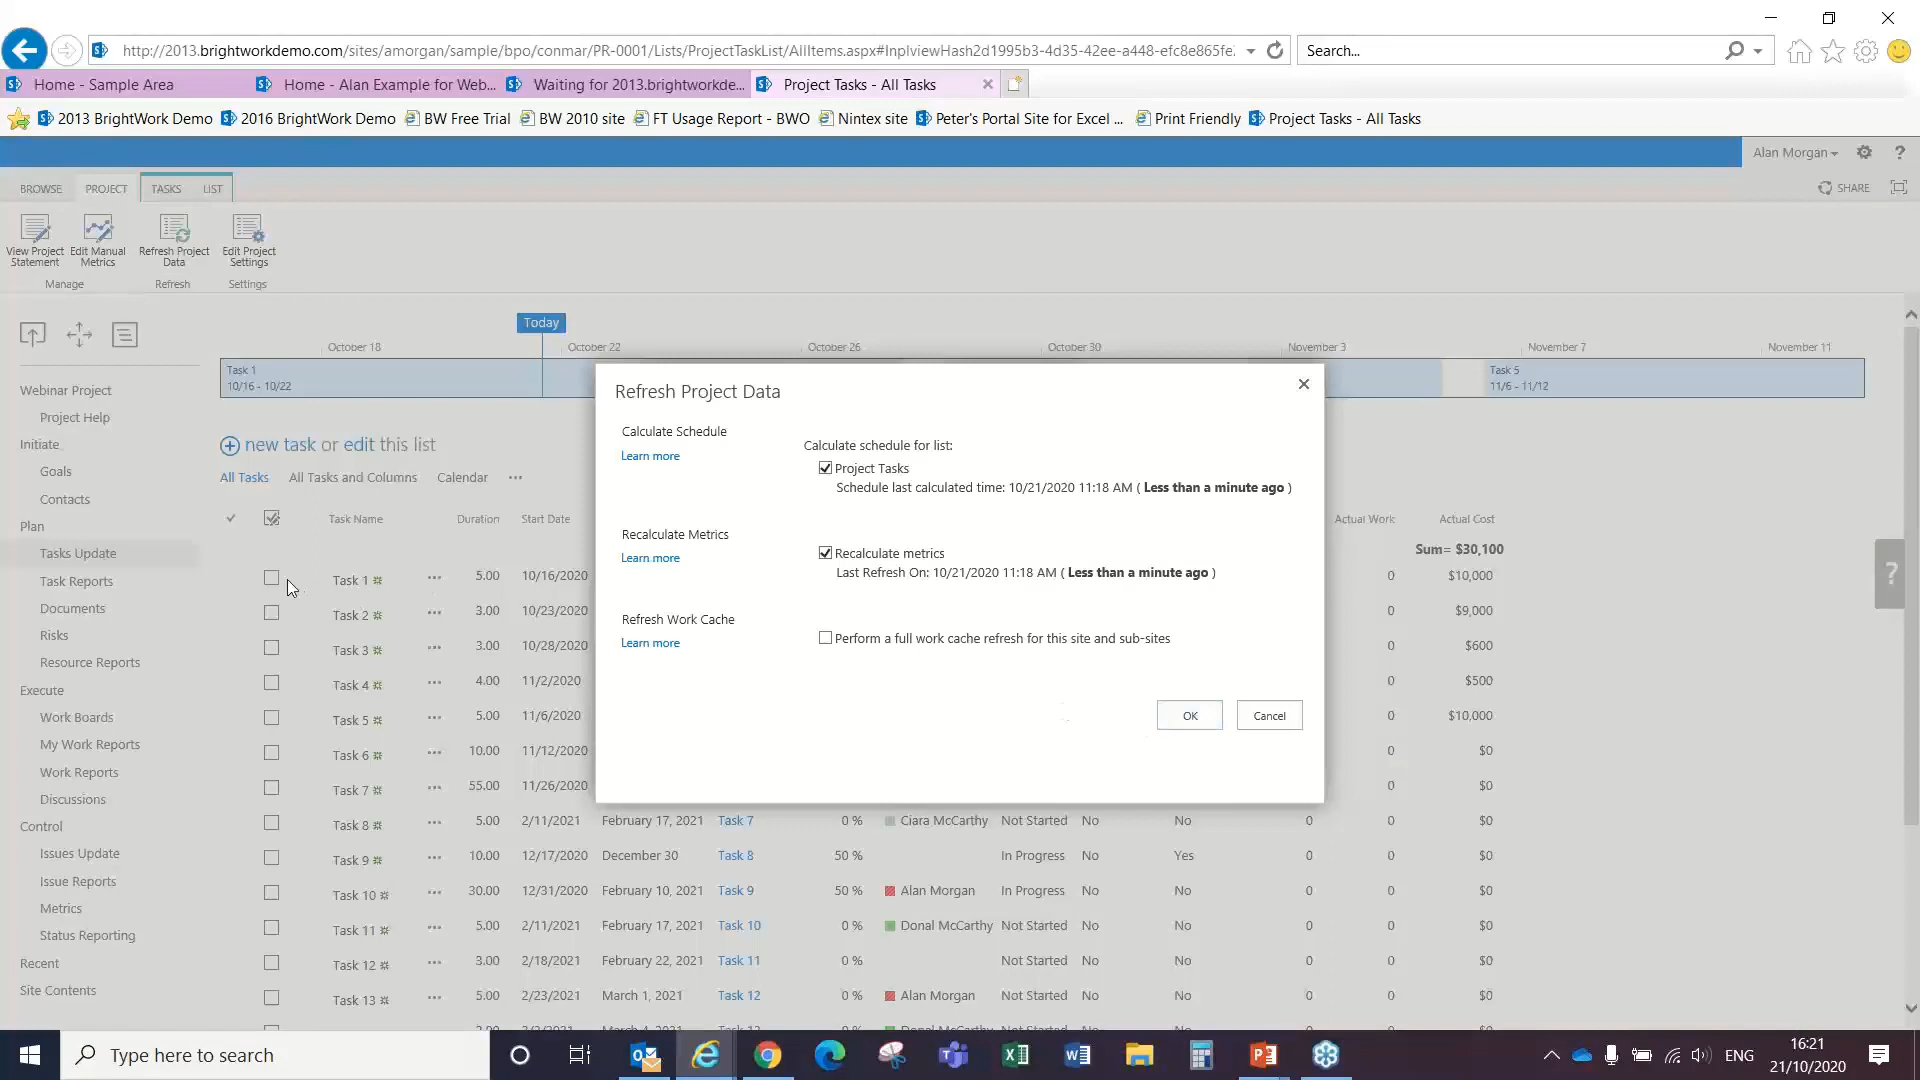 http://2013.brightworkdemo.com/sites/amorgan/sample/bpo/conmar/PR-0001/Lists/ProjectTaskList/AllItems.aspx#InplviewHash2d1995b3-4d35-42ee-a448-efc8e865fe
Search...
Home - Sample Area
Home - Alan Example for Web...
Waiting for 2013.brightworkde...
Project Tasks - All Tasks
2013 BrightWork Demo
2016 BrightWork Demo
BW Free Trial
BW 2010 site
FT Usage Report - BWO
Nintex site
Peter's Portal Site for Excel ...
Print Friendly
Project Tasks - All Tasks
Alan Morgan
?
BROWSE PROJECT TASKS LIST
SHARE
View Project Statement
Edit Manual Metrics
Refresh Project Data
Edit Project Settings
Manage Refresh Settings
Today
October 18 October 22 October 26 October 30 November 3 November 7 November 11
Task 1
10/16 - 10/22
Task 5
11/6 - 11/12
Webinar Project
Project Help
Initiate
Goals
Contacts
Plan
Tasks Update
Task Reports
Documents
Risks
Resource Reports
Execute
Work Boards
My Work Reports
Work Reports
Discussions
Control
Issues Update
Issue Reports
Metrics
Status Reporting
Recent
Site Contents
new task or edit this list
All Tasks All Tasks and Columns Calendar ...
Task Name Duration Start Date Actual Work Actual Cost
Sum= $30,100
Task 1 ... 5.00 10/16/2020 0 $10,000
Task 2 ... 3.00 10/23/2020 0 $9,000
Task 3 ... 3.00 10/28/2020 0 $600
Task 4 ... 4.00 11/2/2020 0 $500
Task 5 ... 5.00 11/6/2020 0 $10,000
Task 6 ... 10.00 11/12/2020 0 $0
Task 7 ... 55.00 11/26/2020 0 $0
Task 8 ... 5.00 2/11/2021 February 17, 2021 Task 7 0 % Ciara McCarthy Not Started No No 0 0 $0
Task 9 ... 10.00 12/17/2020 December 30 Task 8 50 % In Progress No Yes 0 0 $0
Task 10 ... 30.00 12/31/2020 February 10, 2021 Task 9 50 % Alan Morgan In Progress No No 0 0 $0
Task 11 ... 5.00 2/11/2021 February 17, 2021 Task 10 0 % Donal McCarthy Not Started No No 0 0 $0
Task 12 ... 3.00 2/18/2021 February 22, 2021 Task 11 0 % Not Started No No 0 0 $0
Task 13 ... 5.00 2/23/2021 March 1, 2021 Task 12 0 % Alan Morgan Not Started No No 0 0 $0
Refresh Project Data
Calculate Schedule
Learn more
Calculate schedule for list:
Project Tasks
Schedule last calculated time: 10/21/2020 11:18 AM ( Less than a minute ago )
Recalculate Metrics
Learn more
Recalculate metrics
Last Refresh On: 10/21/2020 11:18 AM ( Less than a minute ago )
Refresh Work Cache
Learn more
Perform a full work cache refresh for this site and sub-sites
OK Cancel
?
Type here to search
ENG
16:21
21/10/2020